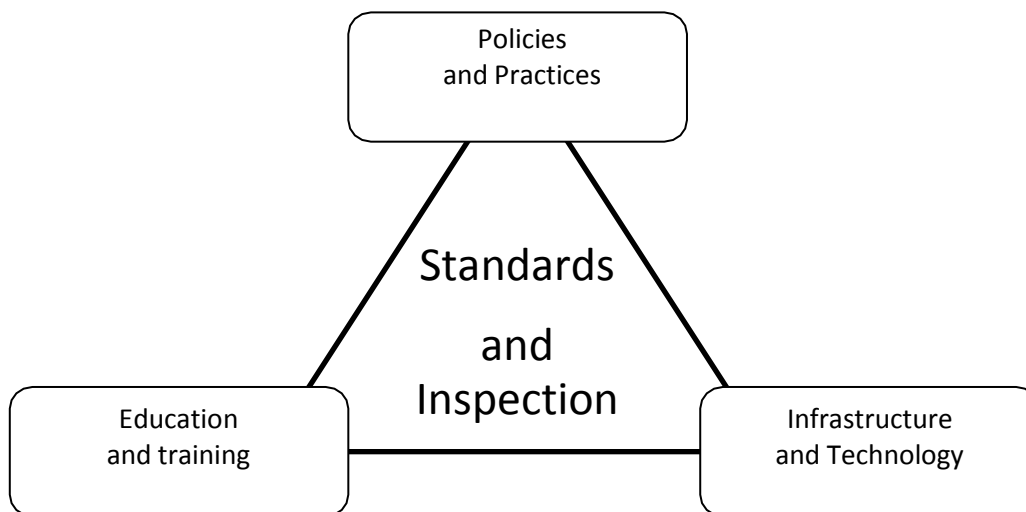 Policies
and Practices
Standards
and
Inspection
Education
and training
Infrastructure
and Technology